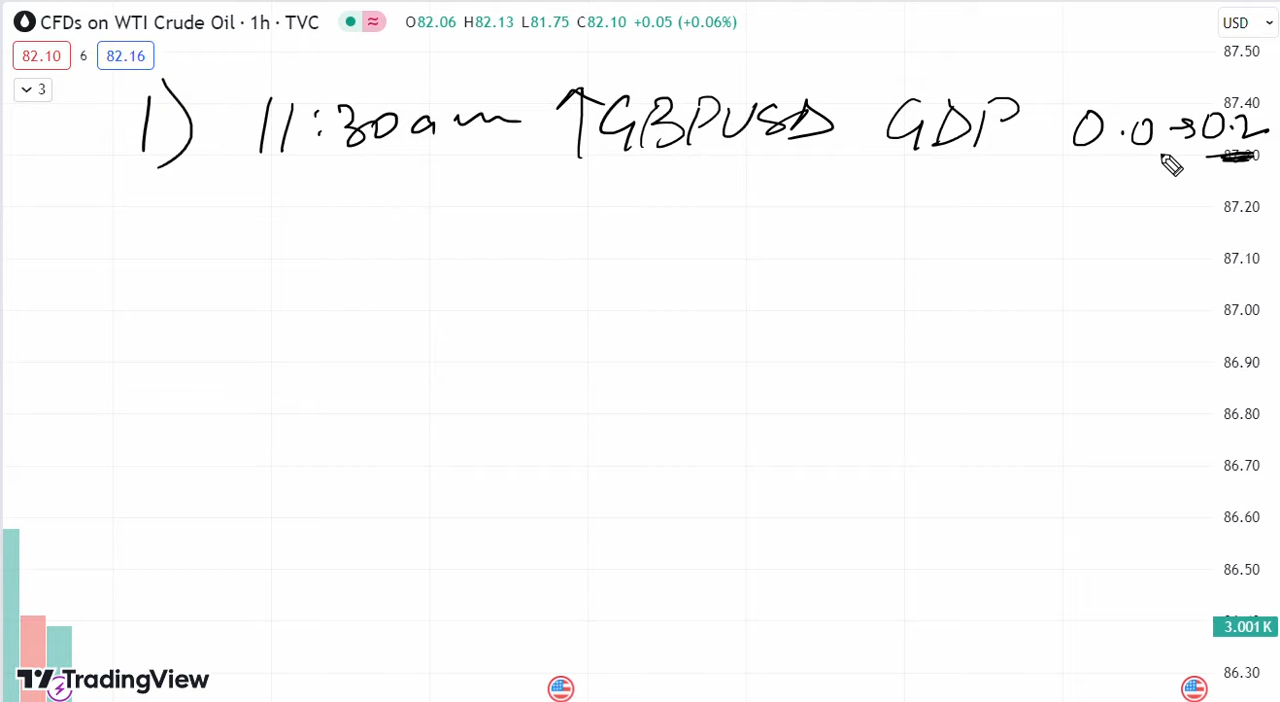 CFDs on WTI Crude Oil · 1h · TVC O82.06 H82.13 L81.75 C82.10 +0.05 (+0.06%) USD
82.10 6 82.16
3
1) 11:30am ↑GBPUSD GDP 0.0→0.2
87.50
87.40
87.20
87.10
87.00
86.90
86.80
86.70
86.60
86.50
3.001 K
86.30
TradingView